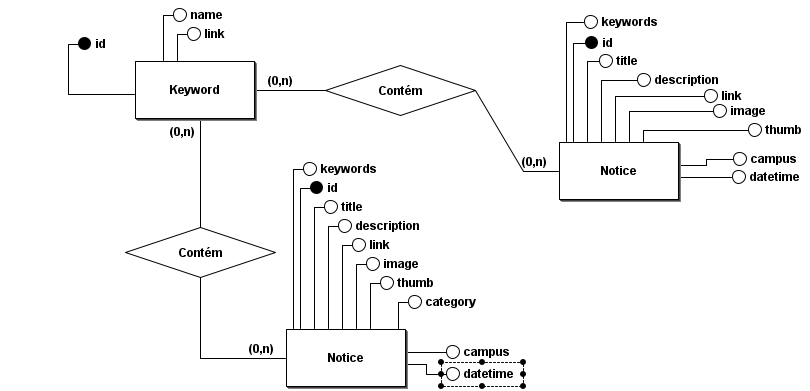 name
link
id
Keyword
(0,n)
Contém
(0,n)
keywords
id
title
description
link
image
thumb
campus
datetime
Notice
(0,n)
Contém
(0,n)
keywords
id
title
description
link
image
thumb
category
campus
datetime
Notice